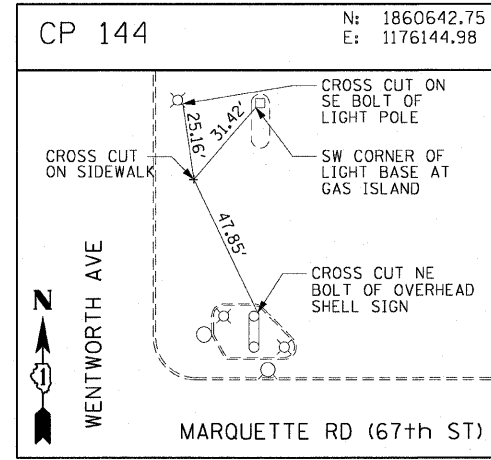 CP 144
N: 1860642.75
E: 1176144.98
CROSS CUT ON
SE BOLT OF
LIGHT POLE
25.16'
31.42'
CROSS CUT
ON SIDEWALK
SW CORNER OF
LIGHT BASE AT
GAS ISLAND
47.85'
CROSS CUT NE
BOLT OF OVERHEAD
SHELL SIGN
N
1
WENTWORTH AVE
MARQUETTE RD (67th ST)